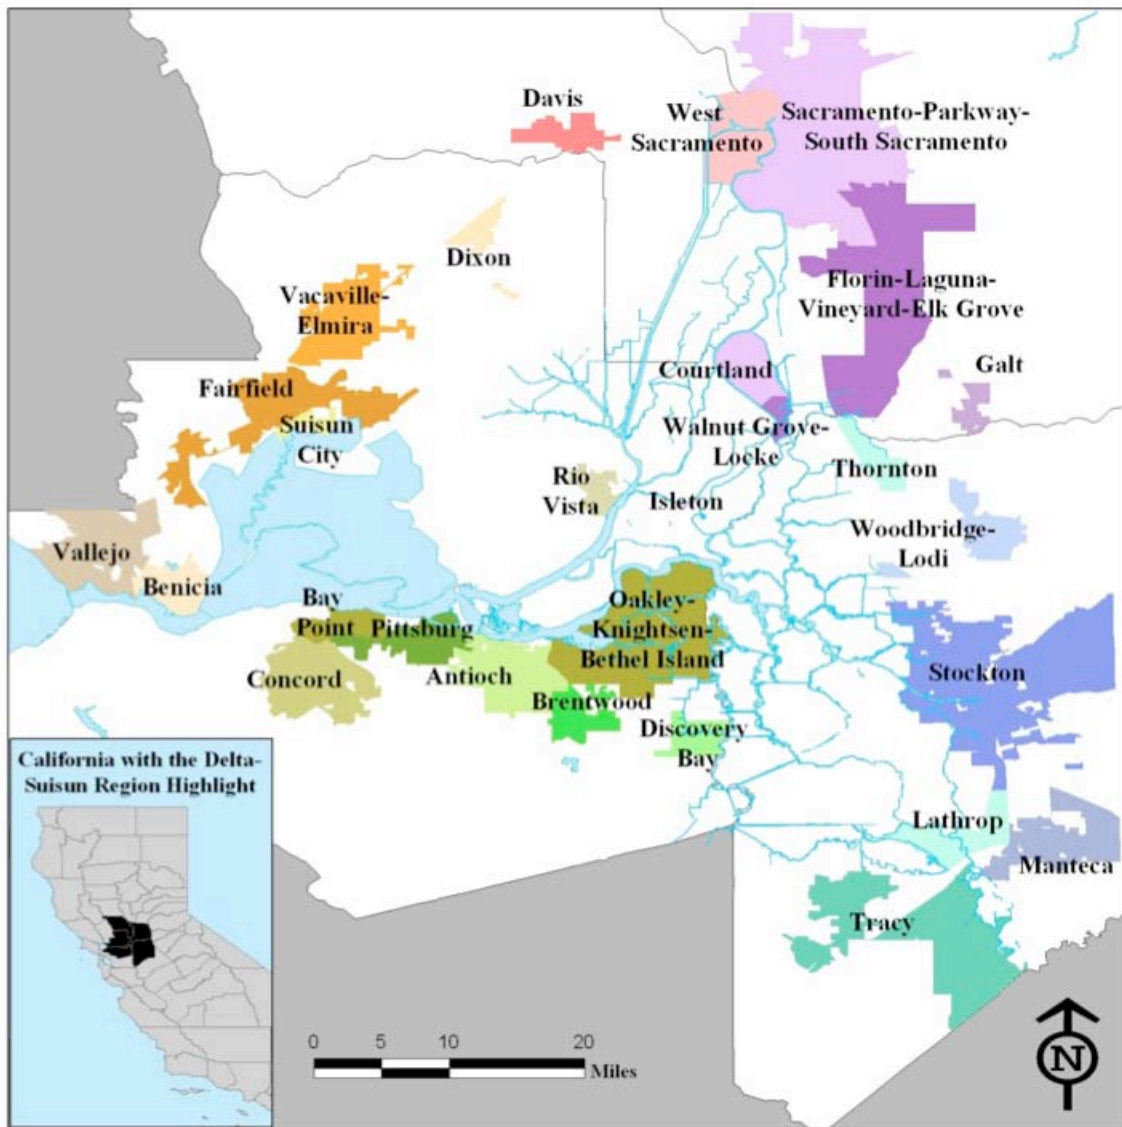 Davis
West
Sacramento
Sacramento-Parkway-
South Sacramento
Dixon
Vacaville-
Elmira
Florin-Laguna-
Vineyard-Elk Grove
Fairfield
Courtland
Galt
Suisun
City
Walnut Grove-
Locke
Thornton
Rio
Vista
Isleton
Woodbridge-
Lodi
Vallejo
Benicia
Bay
Point
Pittsburg
Oakley-
Knightsen-
Bethel Island
Concord
Antioch
Stockton
Brentwood
Discovery
Bay
Lathrop
Manteca
Tracy
California with the Delta-
Suisun Region Highlight
0 5 10 20
Miles
N